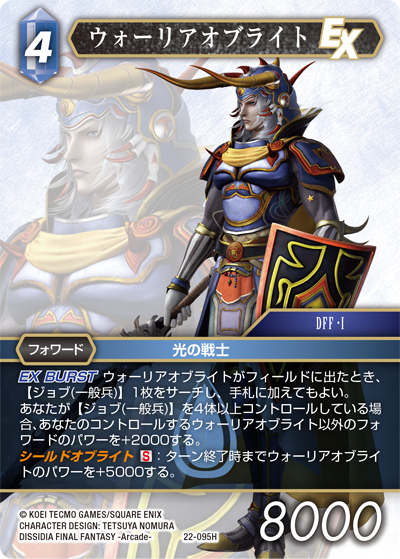 4
ウォーリアオブライト
EX
DFF・I
フォワード
光の戦士
EX BURST ウォーリアオブライトがフィールドに出たとき、
【ジョブ(一般兵)】1枚をサーチし、手札に加えてもよい。
あなたが【ジョブ(一般兵)】を4体以上コントロールしている場
合、あなたのコントロールするウォーリアオブライト以外のフォ
ワードのパワーを+2000する。
シールドオブライト S：ターン終了時までウォーリアオブライ
トのパワーを+5000する。
© KOEI TECMO GAMES/SQUARE ENIX
CHARACTER DESIGN: TETSUYA NOMURA
DISSIDIA FINAL FANTASY -Arcade-
22-095H
8000